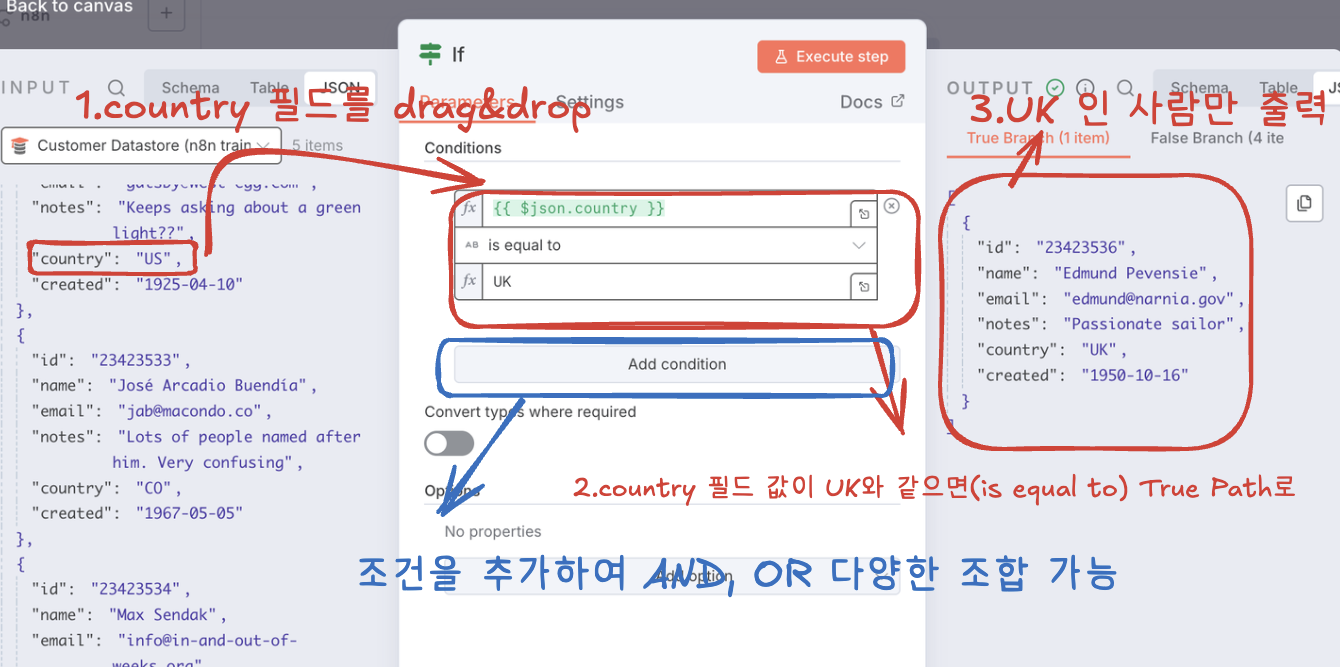 Back to canvas
n8n
+
INPUT
Schema
Table
JSON
1.country 필드를 drag&drop
Customer Datastore (n8n train
5 items
"email": "gatsby@west-egg.com",
"notes": "Keeps asking about a green
light??",
"country": "US",
"created": "1925-04-10"
},
{
"id": "23423533",
"name": "José Arcadio Buendía",
"email": "jab@macondo.co",
"notes": "Lots of people named after
him. Very confusing",
"country": "CO",
"created": "1967-05-05"
},
{
"id": "23423534",
"name": "Max Sendak",
"email": "info@in-and-out-of-
weeks.org"
If
Execute step
Parameters
Settings
Docs
Conditions
fx {{ $json.country }}
AB is equal to
fx UK
Add condition
Convert types where required
Options
No properties
Add option
2.country 필드 값이 UK와 같으면(is equal to) True Path로
조건을 추가하여 AND, OR 다양한 조합 가능
OUTPUT
Schema
Table
JS
3.UK 인 사람만 출력
True Branch (1 item)
False Branch (4 ite
[
{
"id": "23423536",
"name": "Edmund Pevensie",
"email": "edmund@narnia.gov",
"notes": "Passionate sailor",
"country": "UK",
"created": "1950-10-16"
}
]